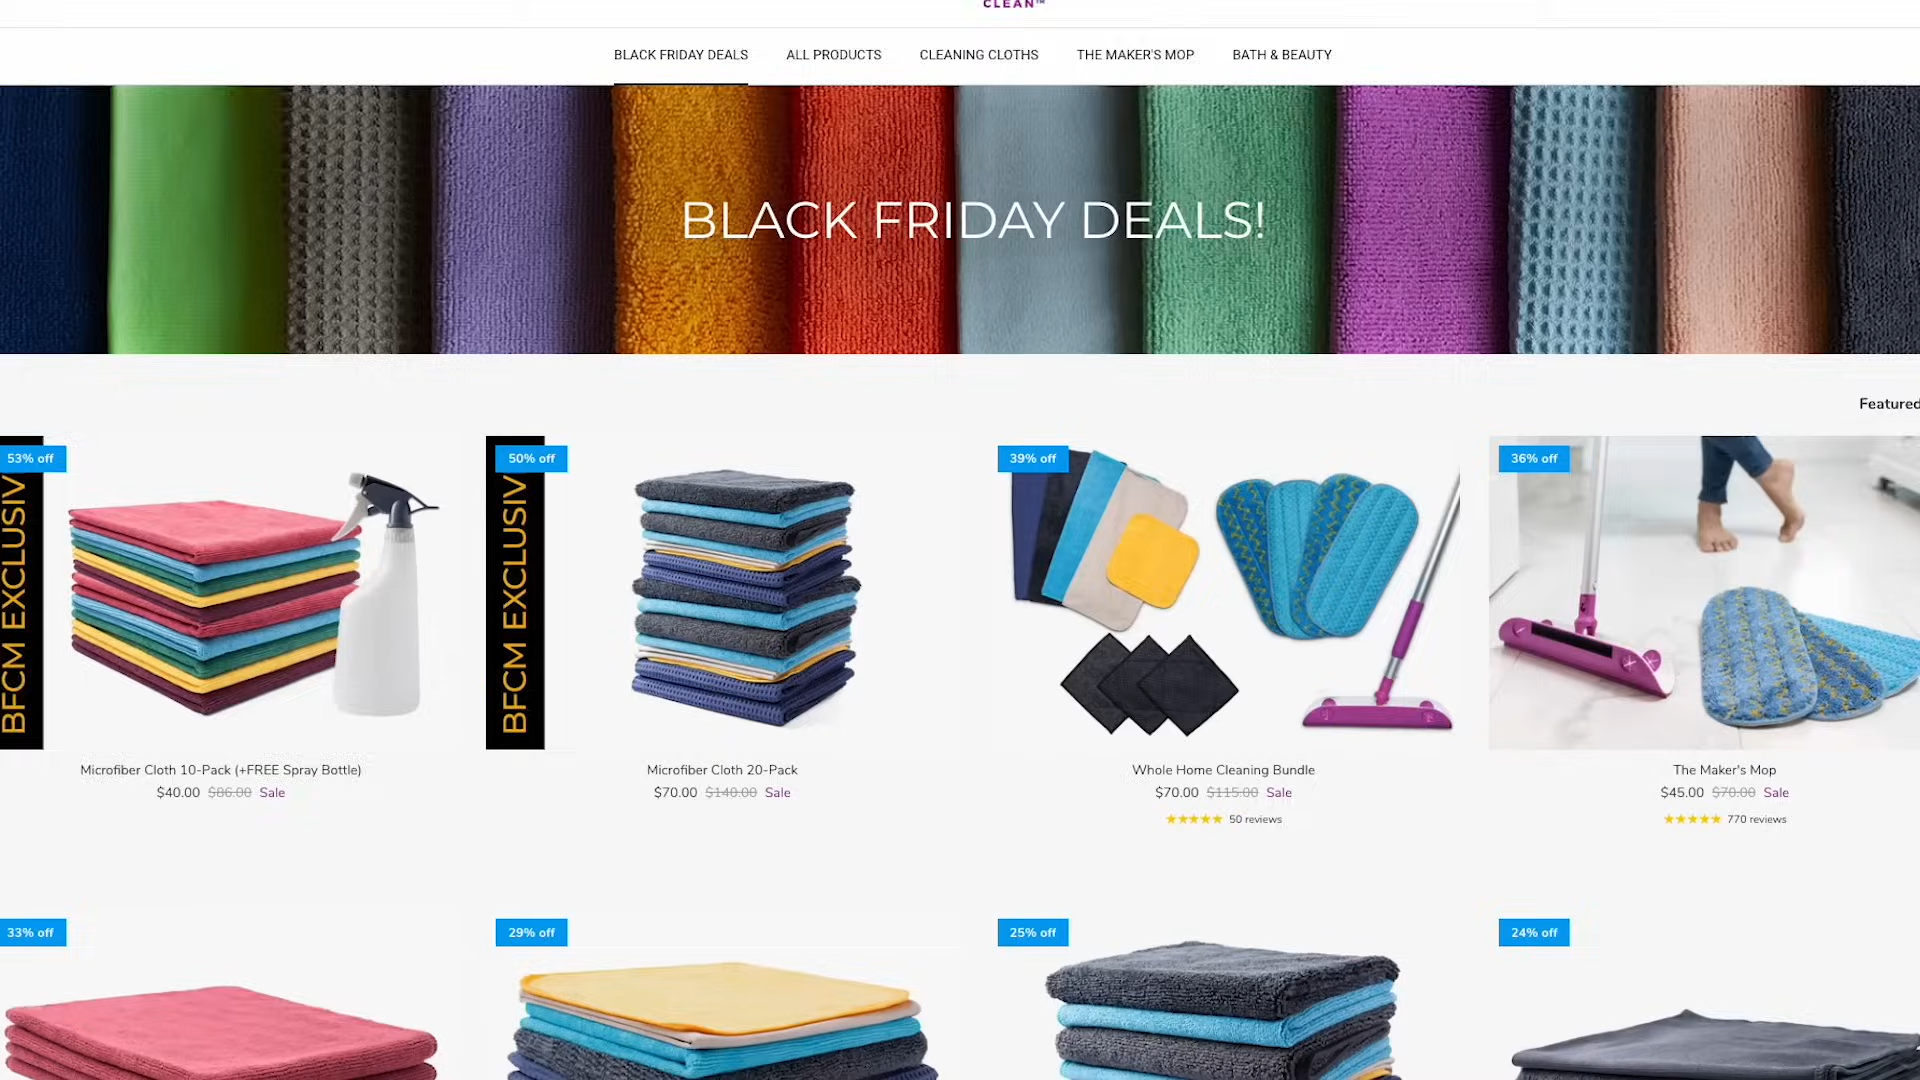 CLEAN™
BLACK FRIDAY DEALS ALL PRODUCTS CLEANING CLOTHS THE MAKER'S MOP BATH & BEAUTY
BLACK FRIDAY DEALS!
Featured
53% off
BFCM EXCLUSIV
50% off
BFCM EXCLUSIV
39% off
36% off
Microfiber Cloth 10-Pack (+FREE Spray Bottle)
$40.00 $86.00 Sale
Microfiber Cloth 20-Pack
$70.00 $140.00 Sale
Whole Home Cleaning Bundle
$70.00 $115.00 Sale
★★★★★ 50 reviews
The Maker's Mop
$45.00 $70.00 Sale
★★★★★ 770 reviews
33% off
29% off
25% off
24% off